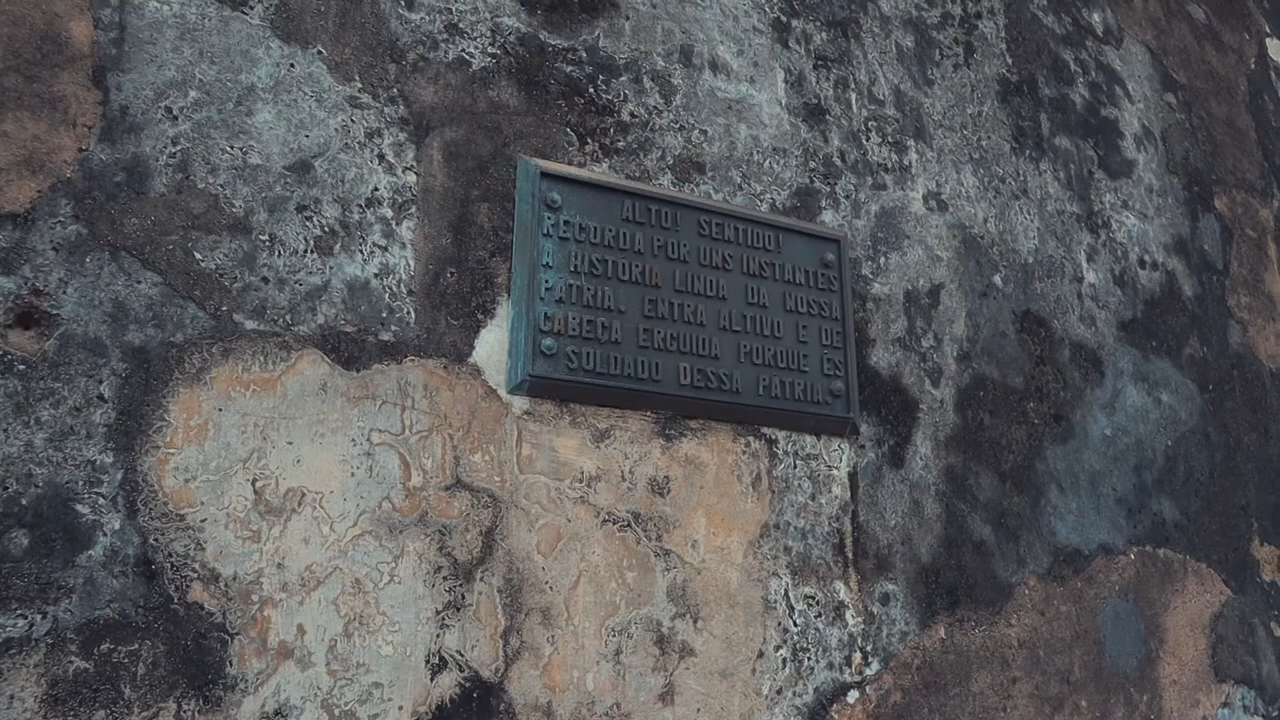 ALTO! SENTIDO!
RECORDA POR UNS INSTANTES
A HISTÓRIA LINDA DA NOSSA
PÁTRIA. ENTRA ALTIVO E DE
CABEÇA ERGUIDA PORQUE ÉS
SOLDADO DESSA PÁTRIA.